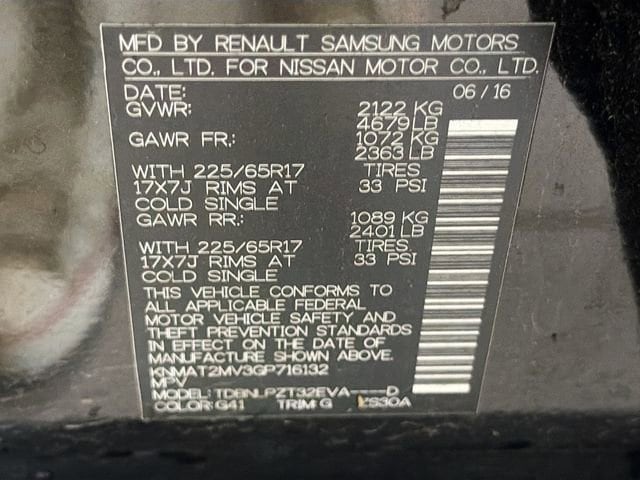 MFD BY RENAULT SAMSUNG MOTORS
CO., LTD. FOR NISSAN MOTOR CO., LTD.
DATE: 06/16
GVWR: 2122 KG
4679 LB
GAWR FR.: 1072 KG
2363 LB
WITH 225/65R17 TIRES
17X7J RIMS AT 33 PSI
COLD SINGLE
GAWR RR.: 1089 KG
2401 LB
WITH 225/65R17 TIRES
17X7J RIMS AT 33 PSI
COLD SINGLE
THIS VEHICLE CONFORMS TO
ALL APPLICABLE FEDERAL
MOTOR VEHICLE SAFETY AND
THEFT PREVENTION STANDARDS
IN EFFECT ON THE DATE OF
MANUFACTURE SHOWN ABOVE.
KNMAT2MV3GP716132
MPV
MODEL: TDBNLPZT32EVA----D
COLOR: G41 TRIM: G